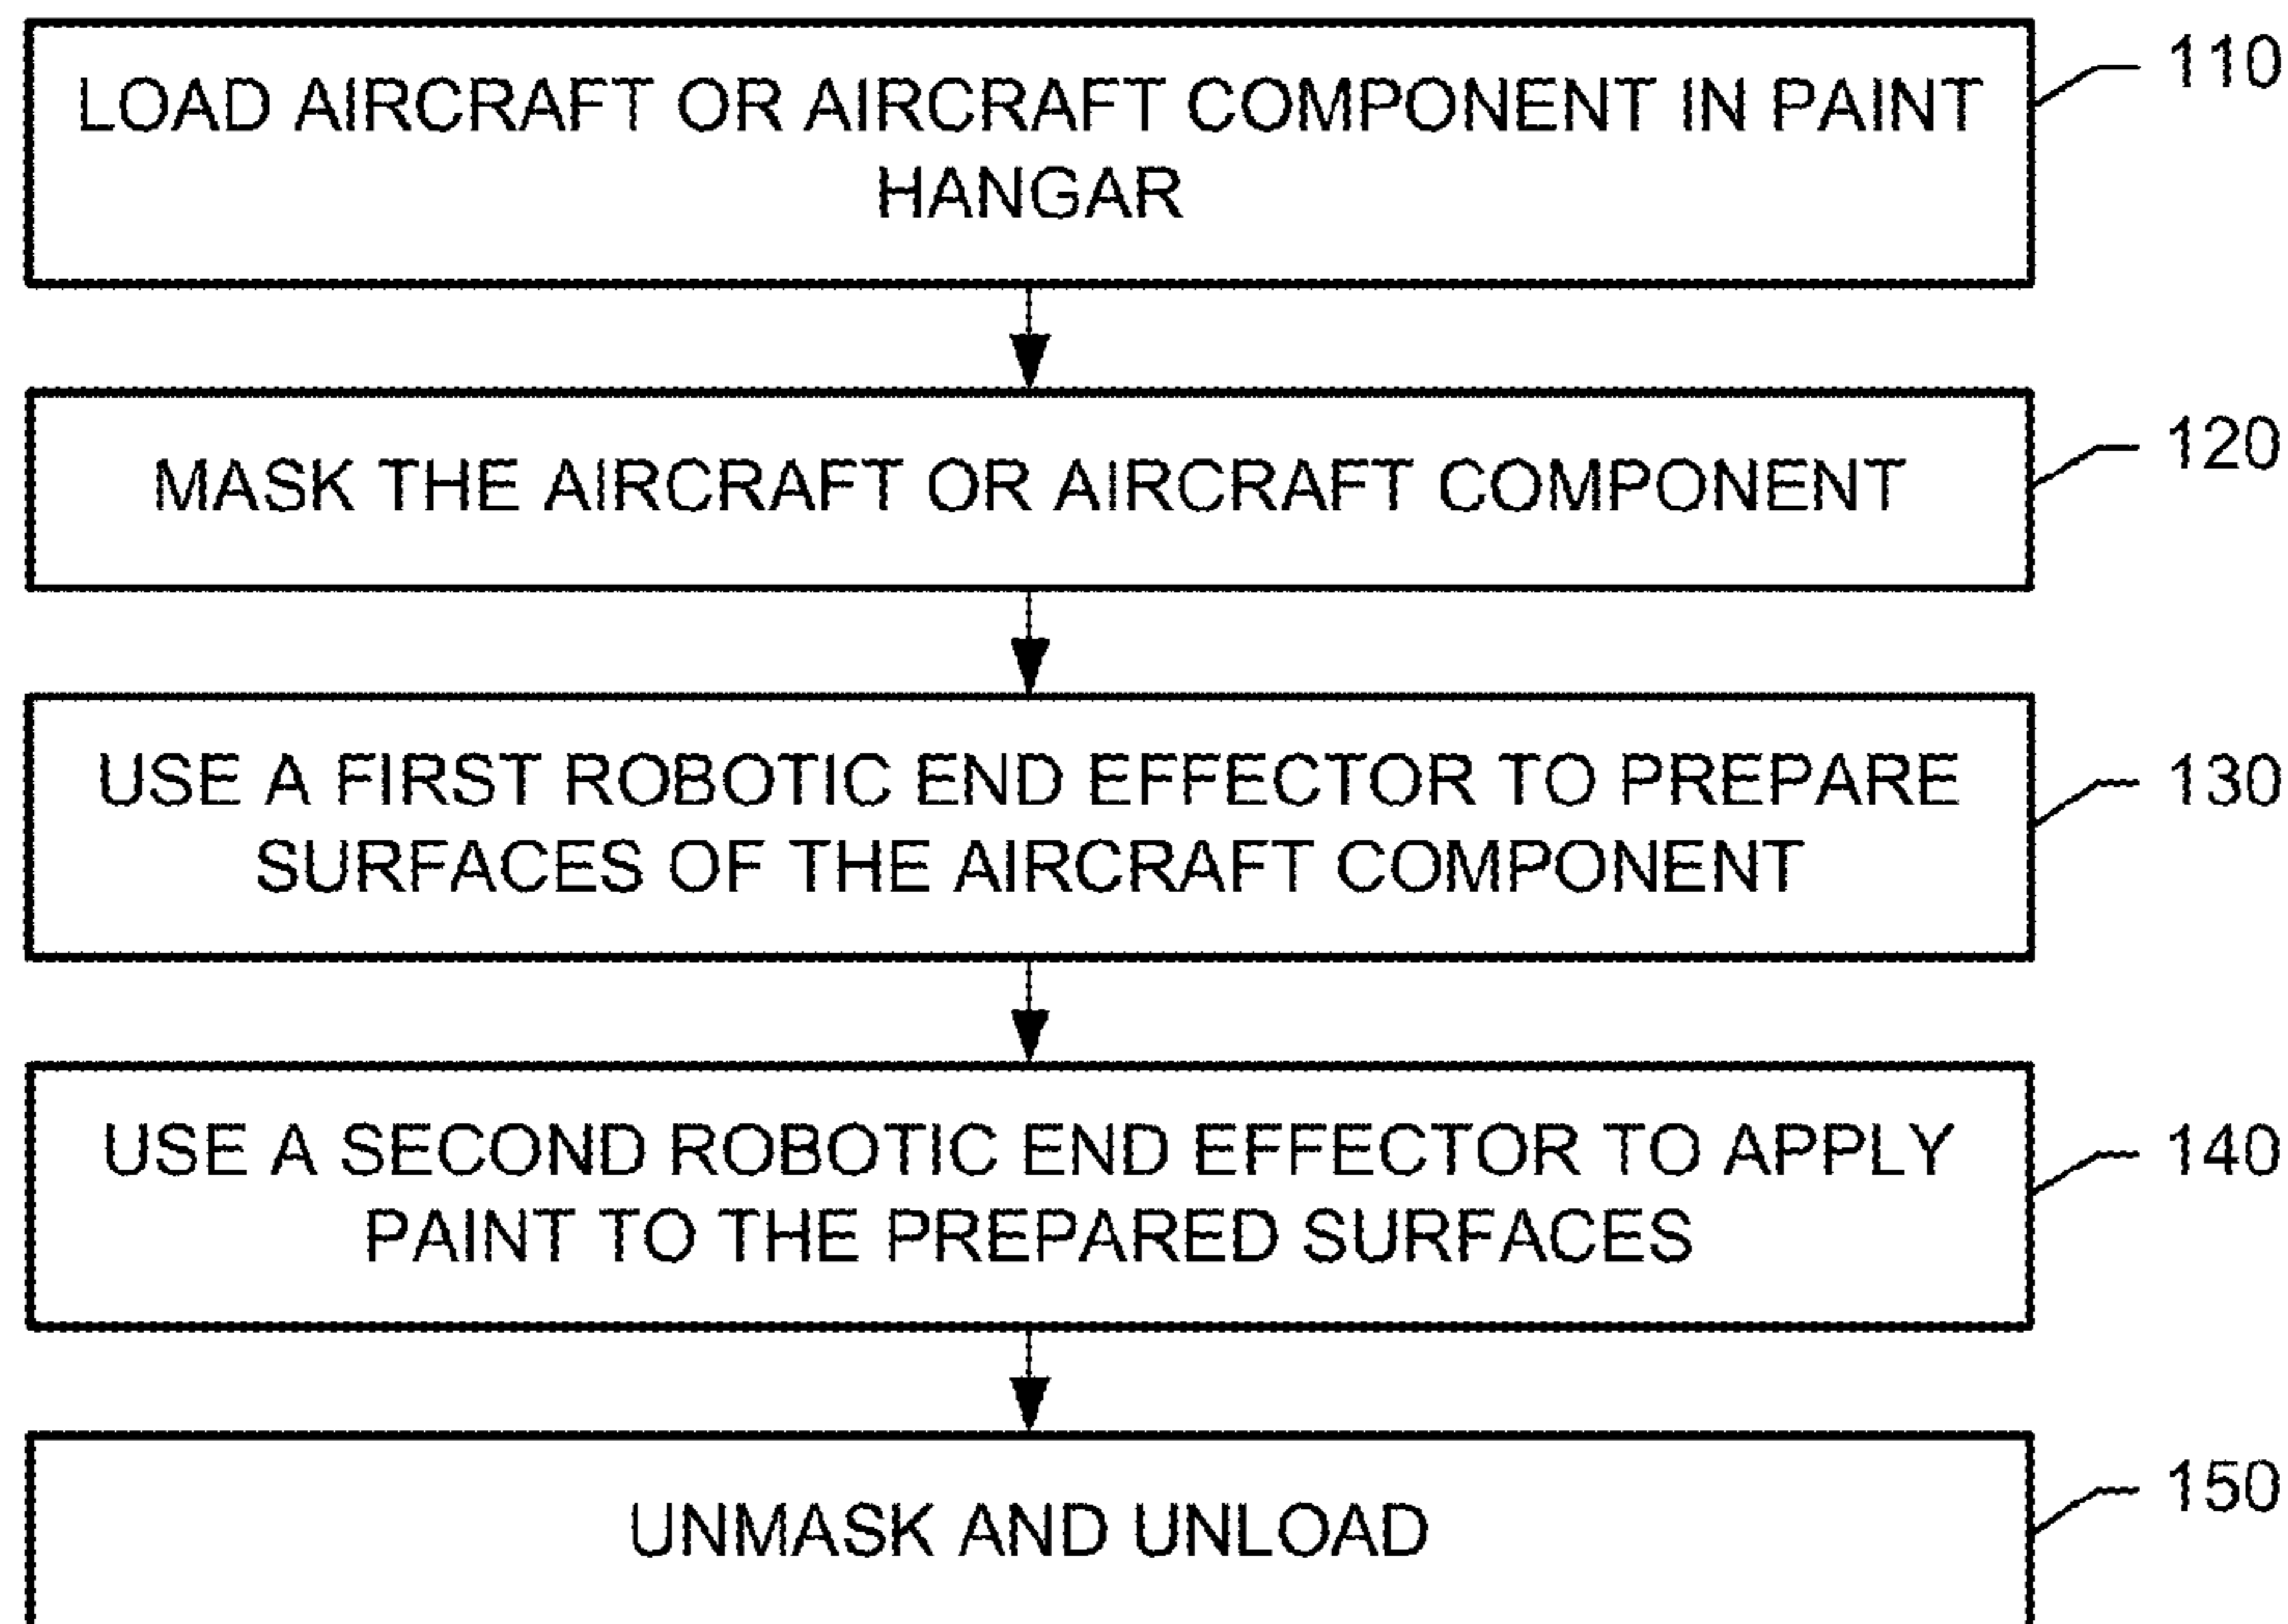 LOAD AIRCRAFT OR AIRCRAFT COMPONENT IN PAINT
HANGAR
110
MASK THE AIRCRAFT OR AIRCRAFT COMPONENT
120
USE A FIRST ROBOTIC END EFFECTOR TO PREPARE
SURFACES OF THE AIRCRAFT COMPONENT
130
USE A SECOND ROBOTIC END EFFECTOR TO APPLY
PAINT TO THE PREPARED SURFACES
140
UNMASK AND UNLOAD
150